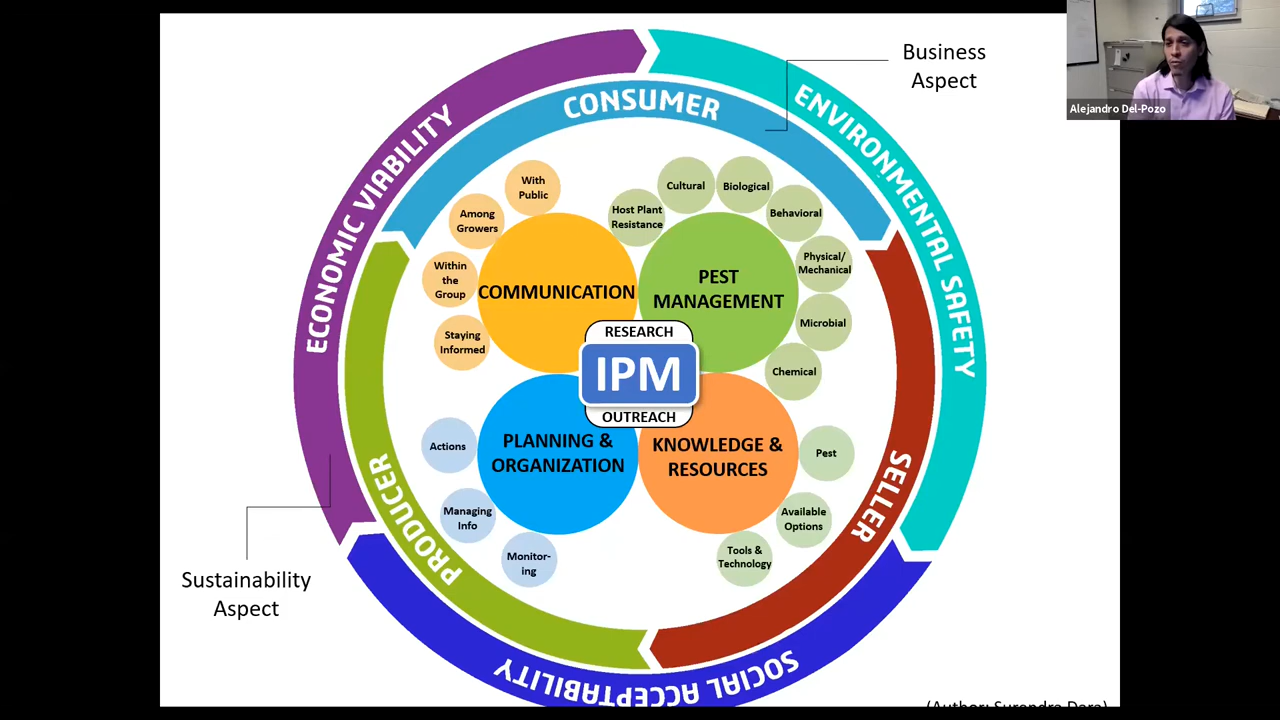 Business
Aspect
Alejandro Del-Pozo
ECONOMIC VIABILITY
ENVIRONMENTAL SAFETY
SOCIAL ACCEPTABILITY
CONSUMER
SELLER
PRODUCER
With
Public
Among
Growers
Within
the
Group
Staying
Informed
COMMUNICATION
Host Plant
Resistance
Cultural
Biological
Behavioral
Physical/
Mechanical
Microbial
Chemical
PEST
MANAGEMENT
RESEARCH
IPM
OUTREACH
PLANNING &
ORGANIZATION
Actions
Managing
Info
Monitor-
ing
KNOWLEDGE &
RESOURCES
Pest
Available
Options
Tools &
Technology
Sustainability
Aspect
(Author: Surendra Dara)